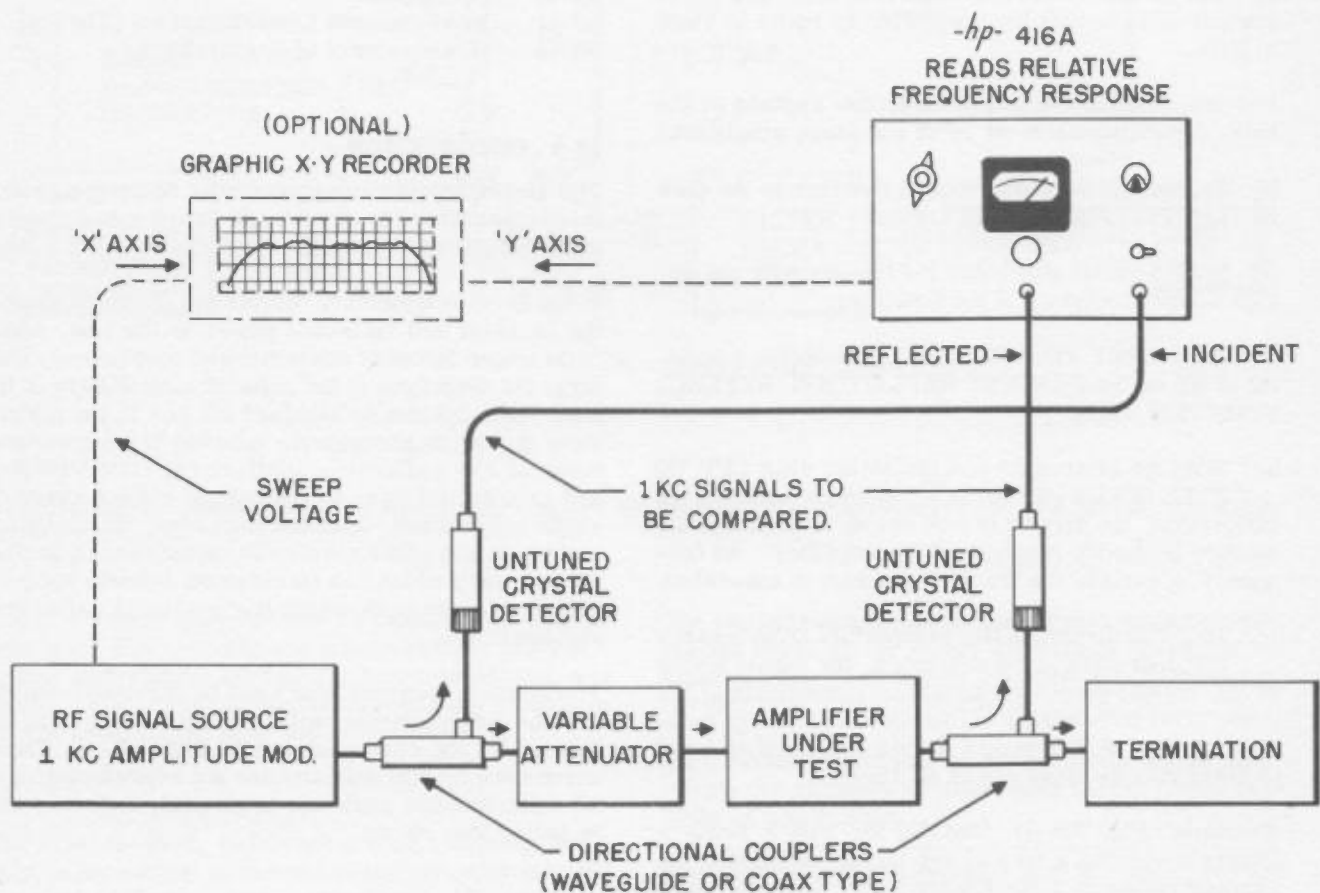 -hp- 416A
READS RELATIVE
FREQUENCY RESPONSE
(OPTIONAL)
GRAPHIC X-Y RECORDER
'X' AXIS
'Y' AXIS
REFLECTED
INCIDENT
SWEEP
VOLTAGE
1 KC SIGNALS TO
BE COMPARED.
UNTUNED
CRYSTAL
DETECTOR
UNTUNED
CRYSTAL
DETECTOR
RF SIGNAL SOURCE
1 KC AMPLITUDE MOD.
VARIABLE
ATTENUATOR
AMPLIFIER
UNDER
TEST
TERMINATION
DIRECTIONAL COUPLERS
(WAVEGUIDE OR COAX TYPE)